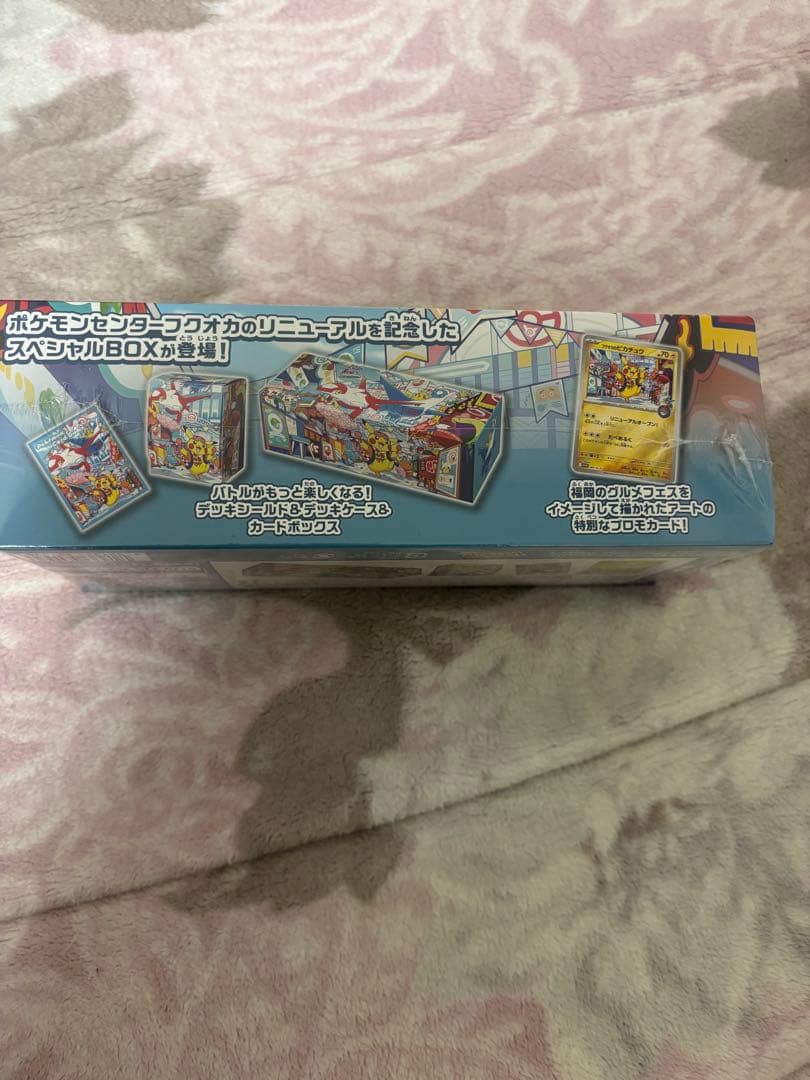 ポケモンセンターフクオカのリニューアルを記念した
スペシャルBOXが登場！
バトルがもっと楽しくなる！
デッキシールド&デッキケース&
カードボックス
フクオカのピカチュウ
70
リニューアルオープン！
たべあるく
福岡のグルメフェスを
イメージして描かれたアートの
特別なプロモカード！